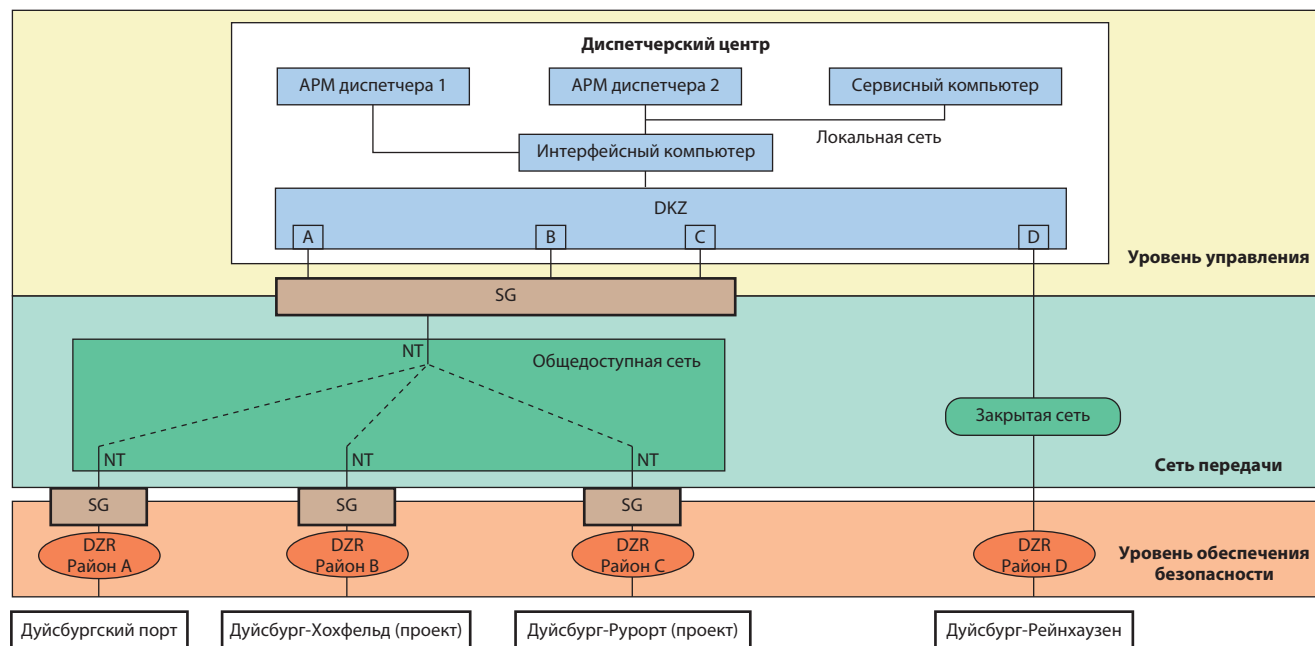 Диспетчерский центр
АРМ диспетчера 1
АРМ диспетчера 2
Сервисный компьютер
Локальная сеть
Интерфейсный компьютер
DKZ
A
B
C
D
Уровень управления
SG
NT
Общедоступная сеть
Закрытая сеть
NT
NT
NT
Сеть передачи
SG
SG
SG
DZR
Район A
DZR
Район B
DZR
Район C
DZR
Район D
Уровень обеспечения
безопасности
Дуйсбургский порт
Дуйсбург-Хохфельд (проект)
Дуйсбург-Рурорт (проект)
Дуйсбург-Рейнхаузен